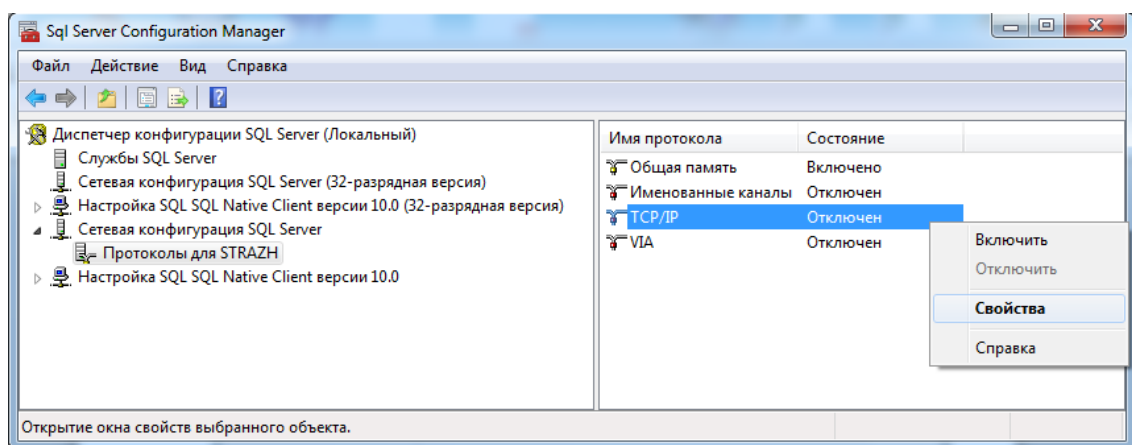 Sql Server Configuration Manager
Файл Действие Вид Справка
Диспетчер конфигурации SQL Server (Локальный)
Службы SQL Server
Сетевая конфигурация SQL Server (32-разрядная версия)
Настройка SQL SQL Native Client версии 10.0 (32-разрядная версия)
Сетевая конфигурация SQL Server
Протоколы для STRAZH
Настройка SQL SQL Native Client версии 10.0
Имя протокола Состояние
Общая память Включено
Именованные каналы Отключен
TCP/IP Отключен
VIA Отключен
Включить
Отключить
Свойства
Справка
Открытие окна свойств выбранного объекта.